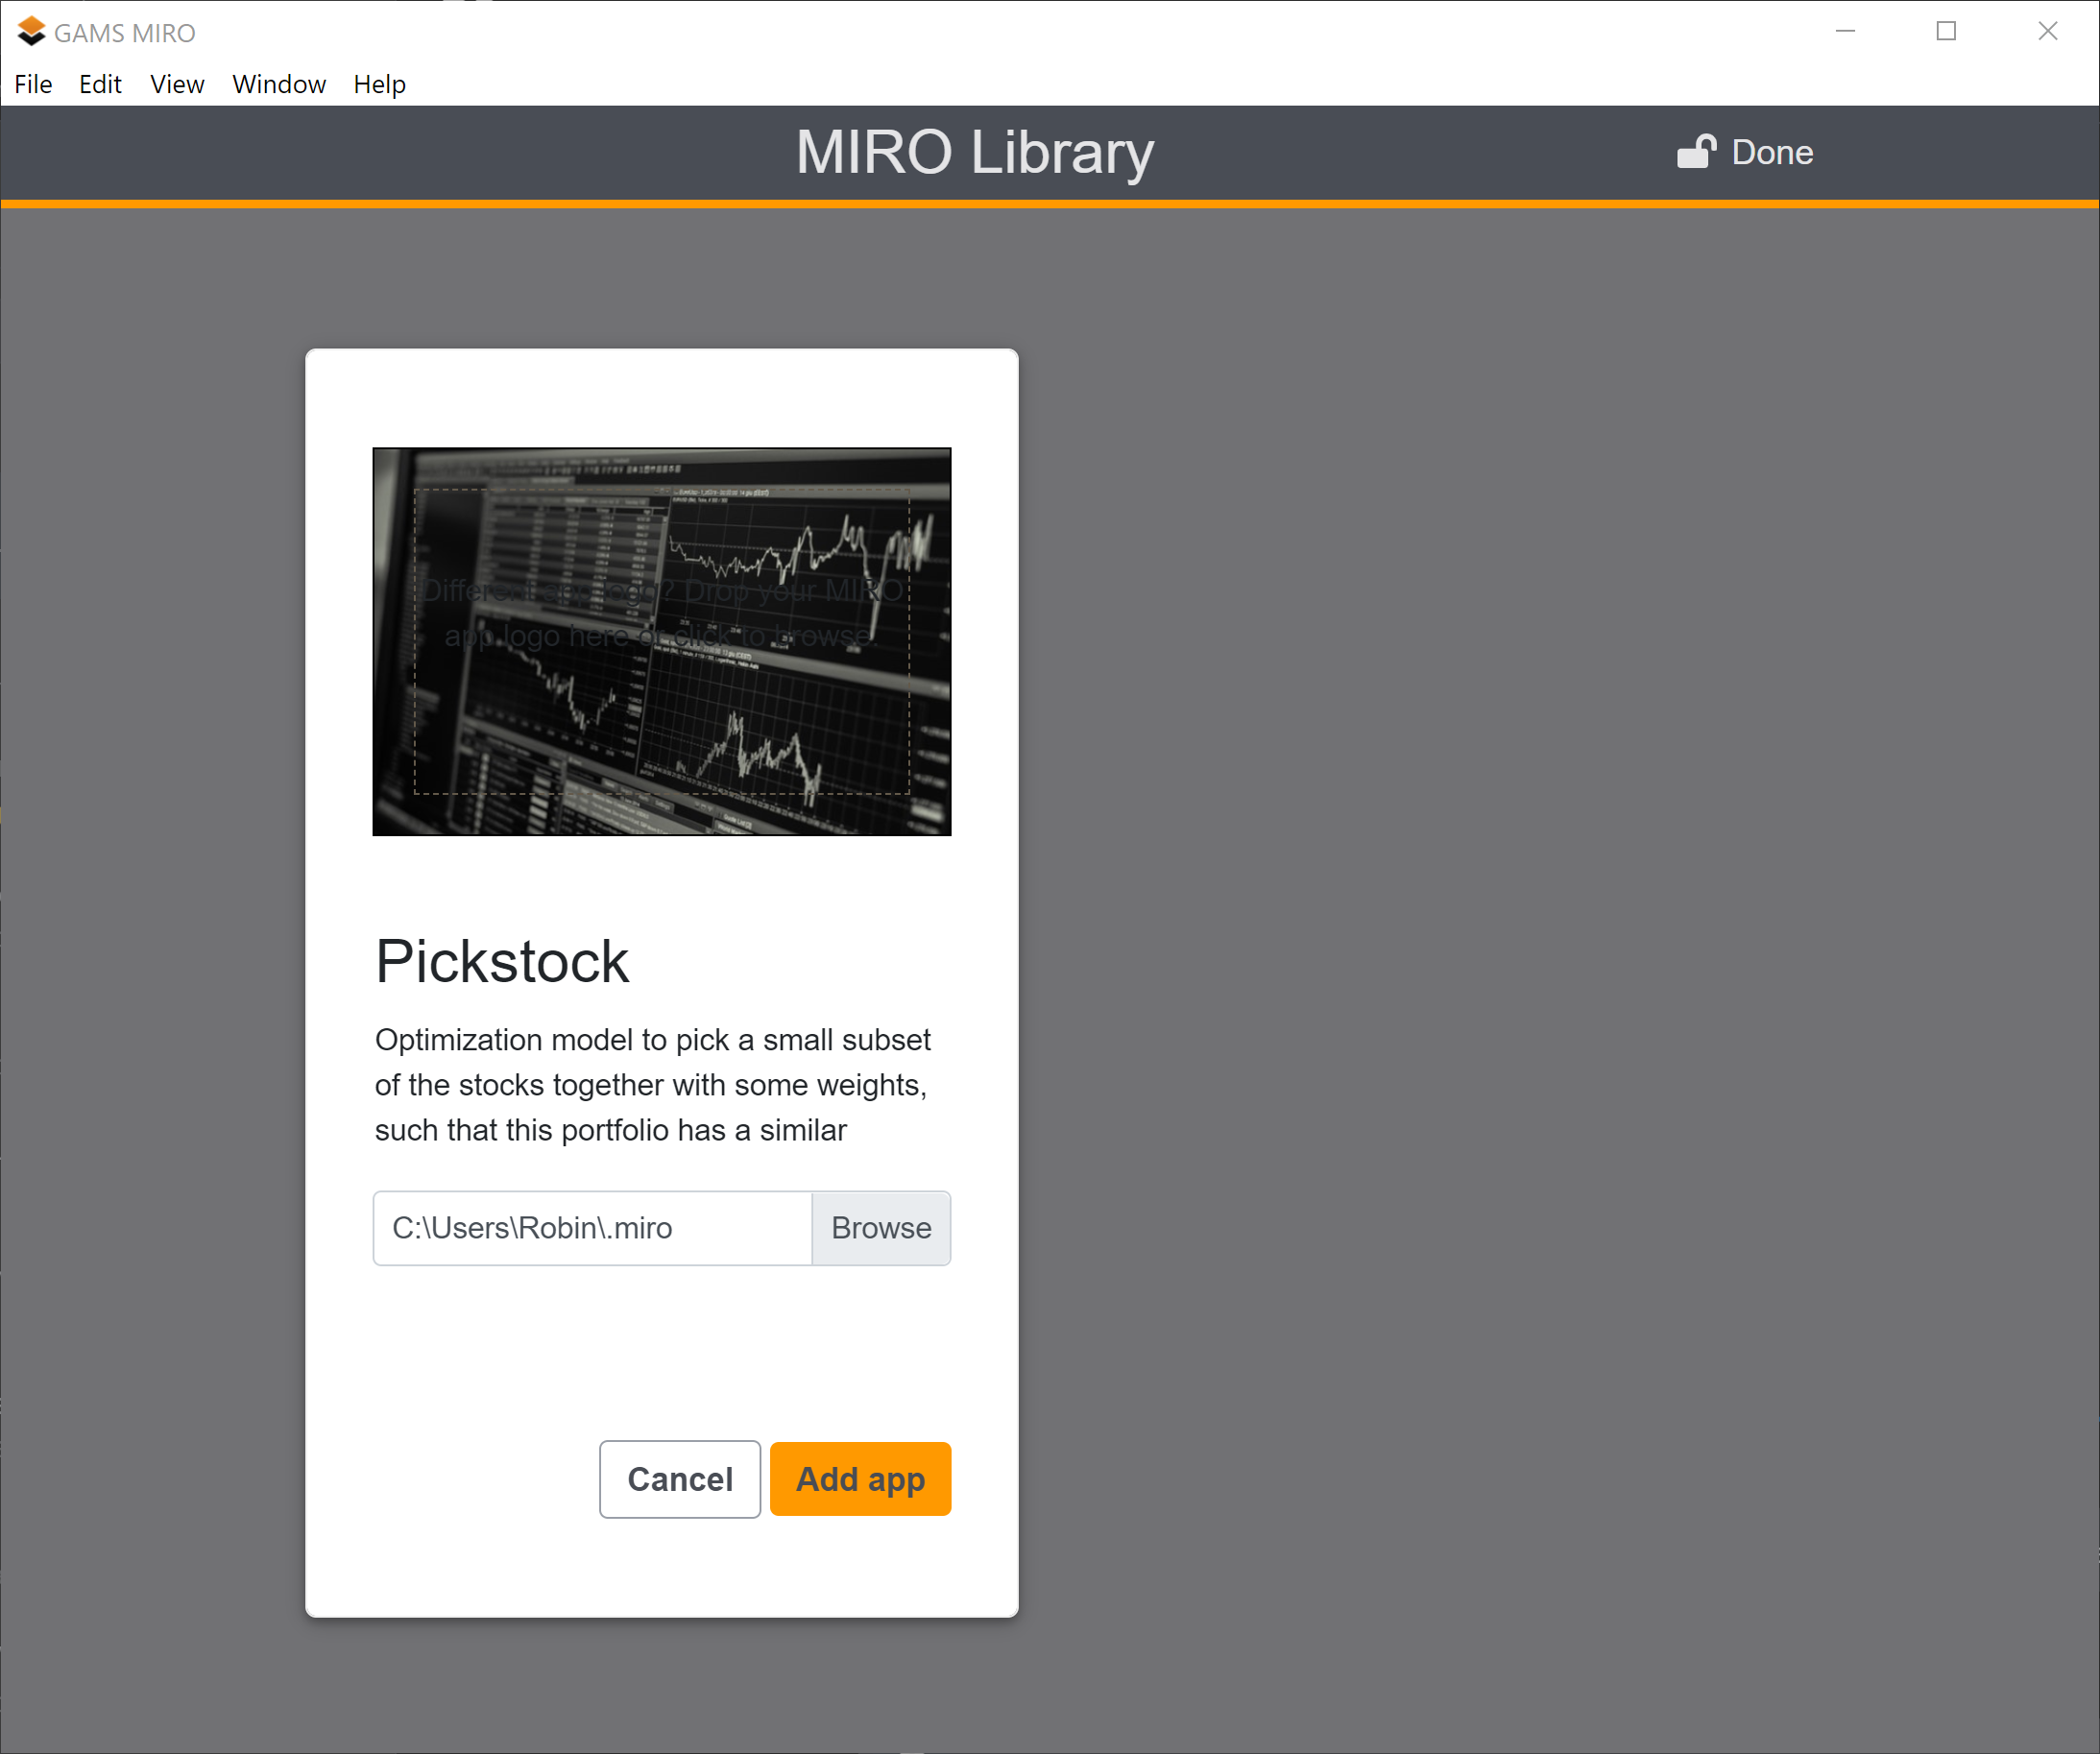 GAMS MIRO
File Edit View Window Help
MIRO Library
Done
Different app logo? Drop your MIRO
app logo here or click to browse.
Pickstock
Optimization model to pick a small subset
of the stocks together with some weights,
such that this portfolio has a similar
C:\Users\Robin\.miro
Browse
Cancel
Add app